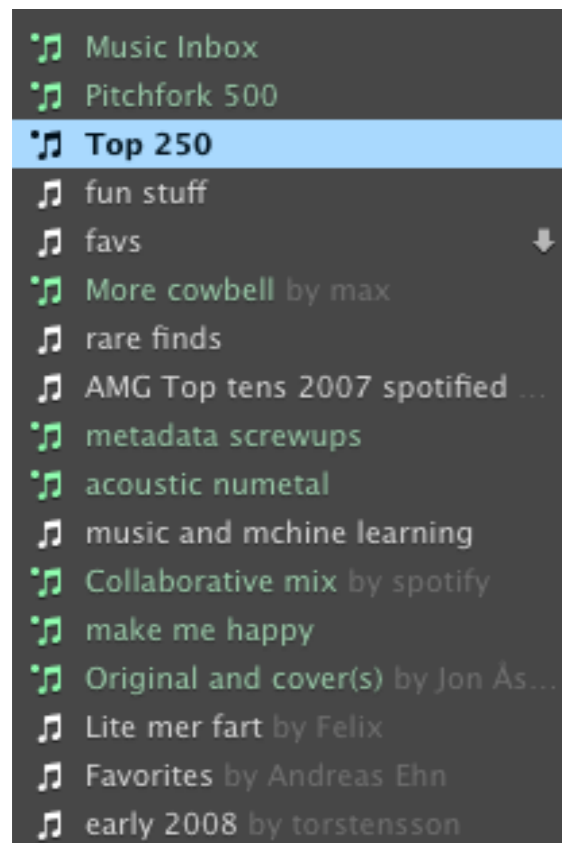 Music Inbox
Pitchfork 500
Top 250
fun stuff
favs
More cowbell by max
rare finds
AMG Top tens 2007 spotified ...
metadata screwups
acoustic numetal
music and mchine learning
Collaborative mix by spotify
make me happy
Original and cover(s) by Jon Ås...
Lite mer fart by Felix
Favorites by Andreas Ehn
early 2008 by torstensson